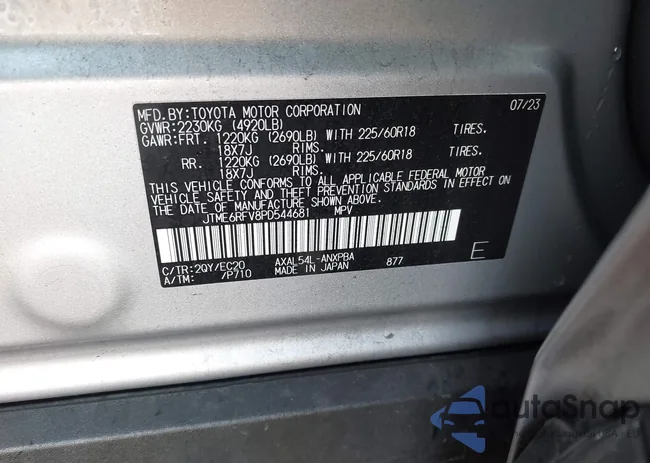 MFD.BY:TOYOTA MOTOR CORPORATION 07/23
GVWR:2230KG (4920LB)
GAWR:FRT. 1220KG (2690LB) WITH 225/60R18 TIRES.
18X7J RIMS.
RR. 1220KG (2690LB) WITH 225/60R18 TIRES.
18X7J RIMS.
THIS VEHICLE CONFORMS TO ALL APPLICABLE FEDERAL MOTOR
VEHICLE SAFETY AND THEFT PREVENTION STANDARDS IN EFFECT ON
THE DATE OF MANUFACTURE SHOWN ABOVE.
JTME6RFV8PD544681 MPV
C/TR:2QY/EC20 AXAL54L-ANXPBA 877 E
A/TM: /P710 MADE IN JAPAN
autoSnap